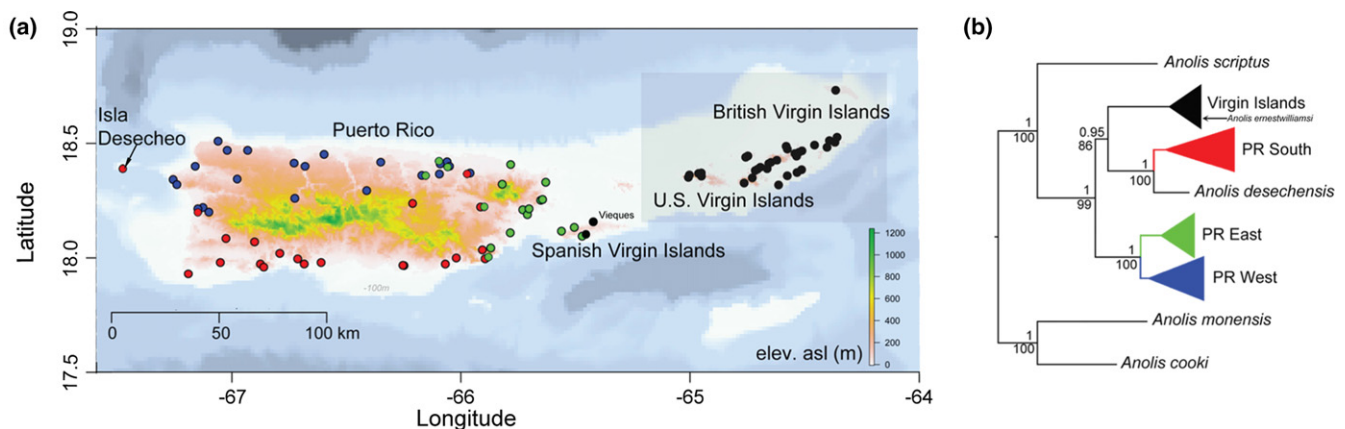 (a)
19.0
18.5
18.0
17.5
Latitude
Isla
Desecheo
Puerto Rico
British Virgin Islands
U.S. Virgin Islands
Vieques
Spanish Virgin Islands
-100m
0 50 100 km
1200
1000
800
600
400
200
0
elev. asl (m)
-67 -66 -65 -64
Longitude
(b)
Anolis scriptus
Virgin Islands
Anolis ernestwilliamsi
0.95
86
1
100
PR South
1
100
Anolis desechensis
1
99
PR East
1
100
PR West
Anolis monensis
1
100
Anolis cooki